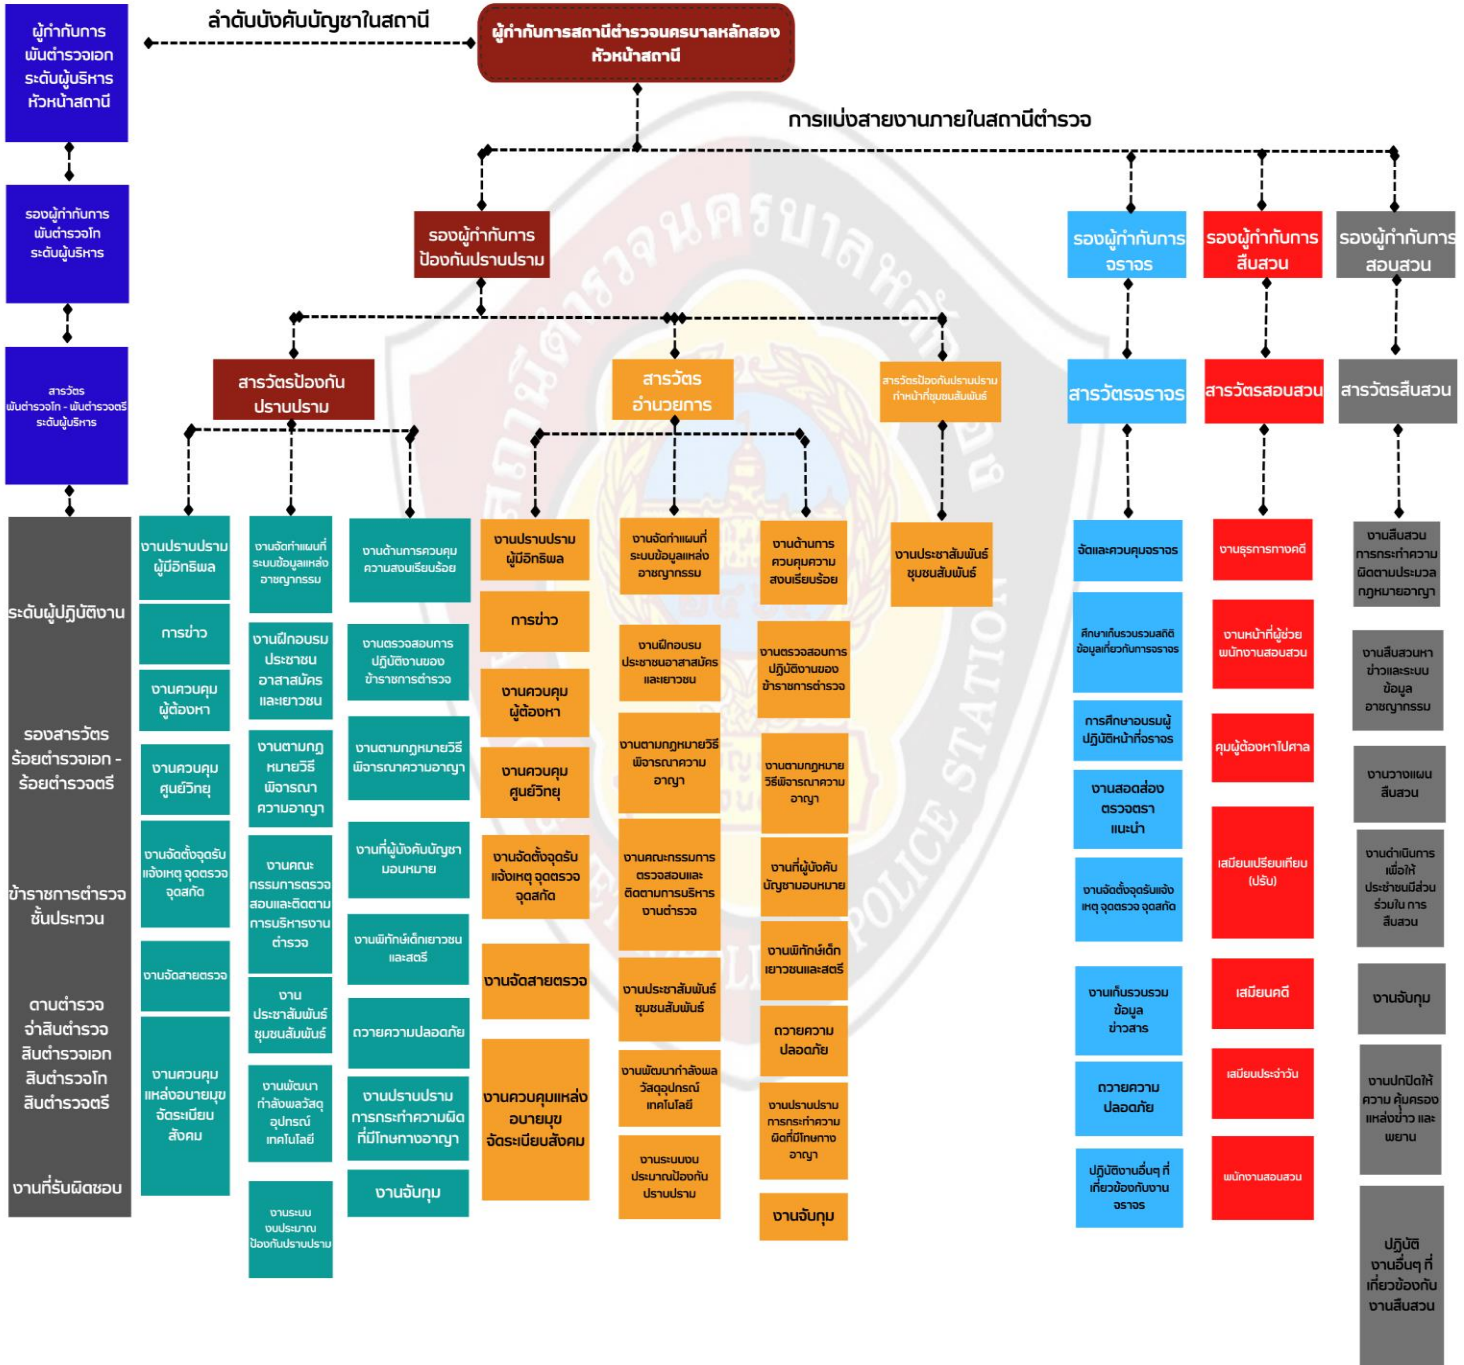 ลำดับบังคับบัญชาในสถานี
ผู้กำกับการ
พันตำรวจเอก
ระดับผู้บริหาร
หัวหน้าสถานี
ผู้กำกับการสถานีตำรวจนครบาลหลักสอง
หัวหน้าสถานี
การแบ่งสายงานภายในสถานีตำรวจ
รองผู้กำกับการ
พันตำรวจโท
ระดับผู้บริหาร
รองผู้กำกับการ
ป้องกันปราบปราม
รองผู้กำกับการ
จราจร
รองผู้กำกับการ
สืบสวน
รองผู้กำกับการ
สอบสวน
สารวัตร
พันตำรวจโท - พันตำรวจตรี
ระดับผู้บริหาร
สารวัตรป้องกัน
ปราบปราม
สารวัตร
อำนวยการ
สารวัตรป้องกันปราบปราม
ทำหน้าที่ชุมชนสัมพันธ์
สารวัตรจราจร
สารวัตรสอบสวน
สารวัตรสืบสวน
ระดับผู้ปฏิบัติงาน
รองสารวัตร
ร้อยตำรวจเอก -
ร้อยตำรวจตรี
ข้าราชการตำรวจ
ชั้นประทวน
ดาบตำรวจ
จ่าสิบตำรวจ
สิบตำรวจเอก
สิบตำรวจโท
สิบตำรวจตรี
งานที่รับผิดชอบ
งานปราบปราม
ผู้มีอิทธิพล
การข่าว
งานควบคุม
ผู้ต้องหา
งานควบคุม
ศูนย์วิทยุ
งานจัดตั้งจุดรับ
แจ้งเหตุ จุดตรวจ
จุดสกัด
งานจัดสายตรวจ
งานควบคุม
แหล่งอบายมุข
จัดระเบียบ
สังคม
งานจัดทำแผนที่
ระบบข้อมูลแหล่ง
อาชญากรรม
งานฝึกอบรม
ประชาชน
อาสาสมัคร
และเยาวชน
งานตามกฎ
หมายวิธี
พิจารณา
ความอาญา
งานคณะ
กรรมการตรวจ
สอบและติดตาม
การบริหารงาน
ตำรวจ
งาน
ประชาสัมพันธ์
ชุมชนสัมพันธ์
งานพัฒนา
กำลังพลวัสดุ
อุปกรณ์
เทคโนโลยี
งานระบบ
งบประมาณ
ป้องกันปราบปราม
งานด้านการควบคุม
ความสงบเรียบร้อย
งานตรวจสอบการ
ปฏิบัติงานของ
ข้าราชการตำรวจ
งานตามกฎหมายวิธี
พิจารณาความอาญา
งานที่ผู้บังคับบัญชา
มอบหมาย
งานพิทักษ์เด็กเยาวชน
และสตรี
ถวายความปลอดภัย
งานปราบปราม
การกระทำความผิด
ที่มีโทษทางอาญา
งานจับกุม
งานปราบปราม
ผู้มีอิทธิพล
การข่าว
งานควบคุม
ผู้ต้องหา
งานควบคุม
ศูนย์วิทยุ
งานจัดตั้งจุดรับ
แจ้งเหตุ จุดตรวจ
จุดสกัด
งานจัดสายตรวจ
งานควบคุมแหล่ง
อบายมุข
จัดระเบียบสังคม
งานจัดทำแผนที่
ระบบข้อมูลแหล่ง
อาชญากรรม
งานฝึกอบรม
ประชาชนอาสาสมัคร
และเยาวชน
งานตามกฎหมายวิธี
พิจารณาความ
อาญา
งานคณะกรรมการ
ตรวจสอบและ
ติดตามการบริหาร
งานตำรวจ
งานประชาสัมพันธ์
ชุมชนสัมพันธ์
งานพัฒนากำลังพล
วัสดุอุปกรณ์
เทคโนโลยี
งานระบบงบ
ประมาณป้องกัน
ปราบปราม
งานด้านการ
ควบคุมความ
สงบเรียบร้อย
งานตรวจสอบการ
ปฏิบัติงานของ
ข้าราชการตำรวจ
งานตามกฎหมาย
วิธีพิจารณาความ
อาญา
งานที่ผู้บังคับ
บัญชามอบหมาย
งานพิทักษ์เด็ก
เยาวชนและสตรี
ถวายความ
ปลอดภัย
งานปราบปราม
การกระทำความ
ผิดที่มีโทษทาง
อาญา
งานจับกุม
งานประชาสัมพันธ์
ชุมชนสัมพันธ์
จัดและควบคุมจราจร
ศึกษาเก็บรวบรวมสถิติ
ข้อมูลเกี่ยวกับการจราจร
การศึกษาอบรมผู้
ปฏิบัติหน้าที่จราจร
งานสอดส่อง
ตรวจตรา
แนะนำ
งานจัดตั้งจุดรับแจ้ง
เหตุ จุดตรวจ จุดสกัด
งานเก็บรวบรวม
ข้อมูล
ข่าวสาร
ถวายความ
ปลอดภัย
ปฏิบัติงานอื่นๆ ที่
เกี่ยวข้องกับงาน
จราจร
งานธุรการทางคดี
งานหน้าที่ผู้ช่วย
พนักงานสอบสวน
คุมผู้ต้องหาไปศาล
เสมียนเปรียบเทียบ
(ปรับ)
เสมียนคดี
เสมียนประจำวัน
พนักงานสอบสวน
งานสืบสวน
การกระทำความ
ผิดตามประมวล
กฎหมายอาญา
งานสืบสวนหา
ข่าวและระบบ
ข้อมูล
อาชญากรรม
งานวางแผน
สืบสวน
งานดำเนินการ
เพื่อให้
ประชาชนมีส่วน
ร่วมใน การ
สืบสวน
งานจับกุม
งานปกปิดให้
ความ คุ้มครอง
แหล่งข่าว และ
พยาน
ปฏิบัติ
งานอื่นๆ ที่
เกี่ยวข้องกับ
งานสืบสวน